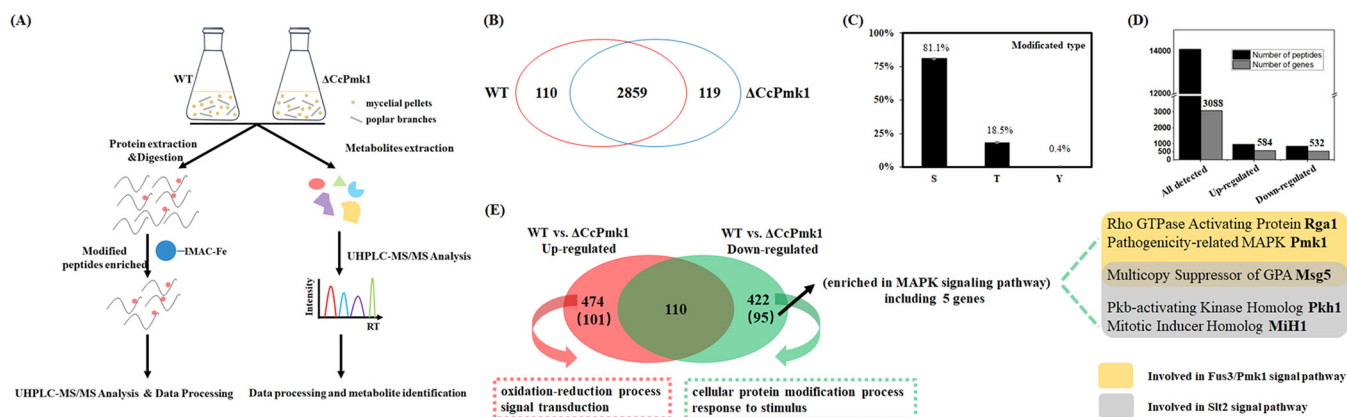 (A)
WT
ΔCcPmk1
mycelial pellets
poplar branches
Protein extraction
&Digestion
Metabolites extraction
Modified
peptides enriched
IMAC-Fe
UHPLC-MS/MS Analysis
Intensity
RT
UHPLC-MS/MS Analysis & Data Processing
Data processing and metabolite identification
(B)
WT
110
2859
119
ΔCcPmk1
(C)
Modificated type
100%
75%
50%
25%
0%
81.1%
18.5%
0.4%
S
T
Y
(D)
Number of peptides
Number of genes
14000
12000
3000
2000
1000
500
0
3088
584
532
All detected
Up-regulated
Down-regulated
(E)
WT vs. ΔCcPmk1
Up-regulated
WT vs. ΔCcPmk1
Down-regulated
474
(101)
110
422
(95)
(enriched in MAPK signaling pathway)
including 5 genes
oxidation-reduction process
signal transduction
cellular protein modification process
response to stimulus
Rho GTPase Activating Protein Rga1
Pathogenicity-related MAPK Pmk1
Multicopy Suppressor of GPA Msg5
Pkb-activating Kinase Homolog Pkh1
Mitotic Inducer Homolog MiH1
Involved in Fus3/Pmk1 signal pathway
Involved in Slt2 signal pathway